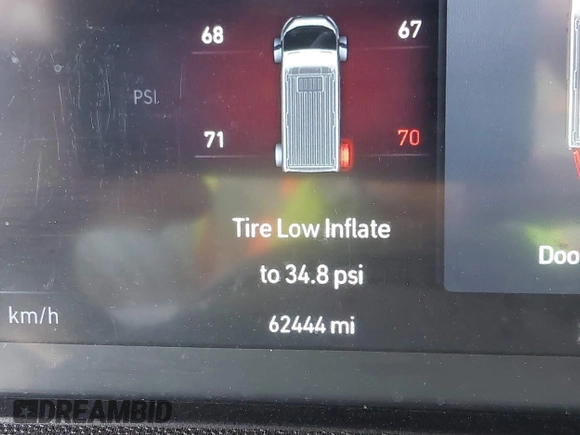 68 67
PSI
71 70
Tire Low Inflate
to 34.8 psi
Doo
62444 mi
km/h
DREAMBID